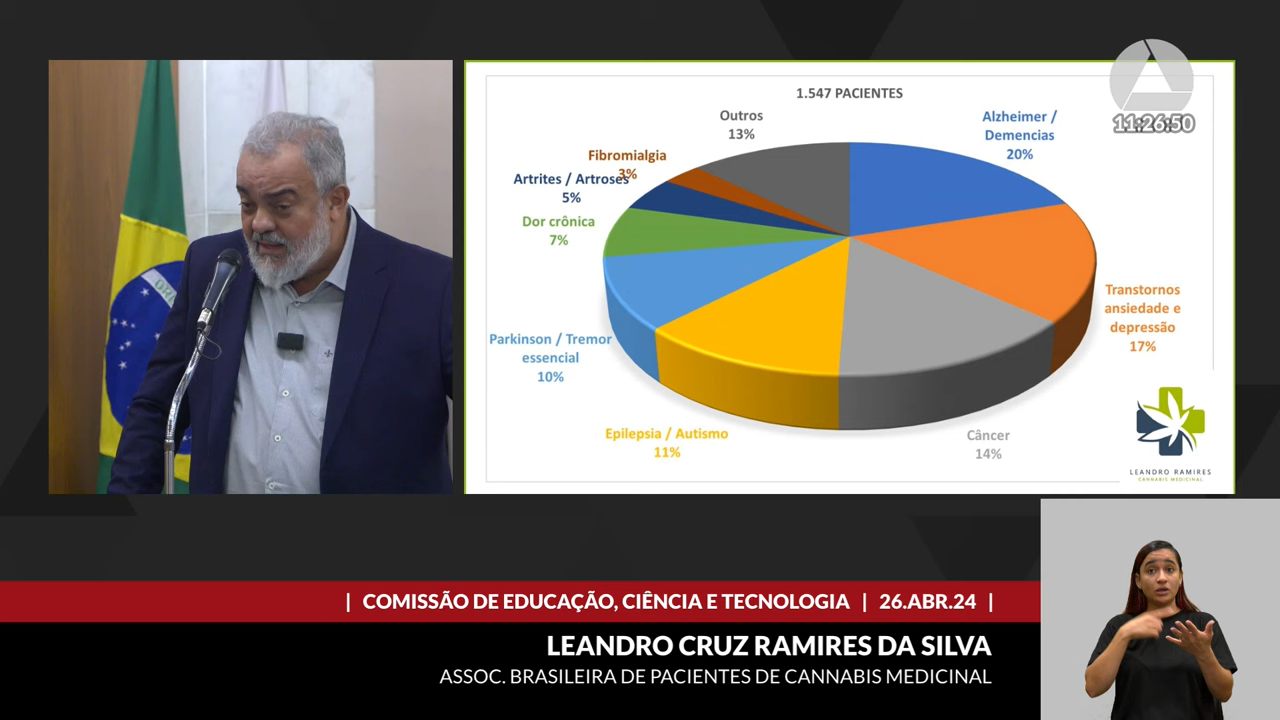 1.547 PACIENTES
11:26:50
Outros
13%
Alzheimer /
Demencias
20%
Fibromialgia
3%
Artrites / Artroses
5%
Dor crônica
7%
Transtornos
ansiedade e
depressão
17%
Parkinson / Tremor
essencial
10%
Epilepsia / Autismo
11%
Câncer
14%
LEANDRO RAMIRES
CANNABIS MEDICINAL
| COMISSÃO DE EDUCAÇÃO, CIÊNCIA E TECNOLOGIA | 26.ABR.24 |
LEANDRO CRUZ RAMIRES DA SILVA
ASSOC. BRASILEIRA DE PACIENTES DE CANNABIS MEDICINAL